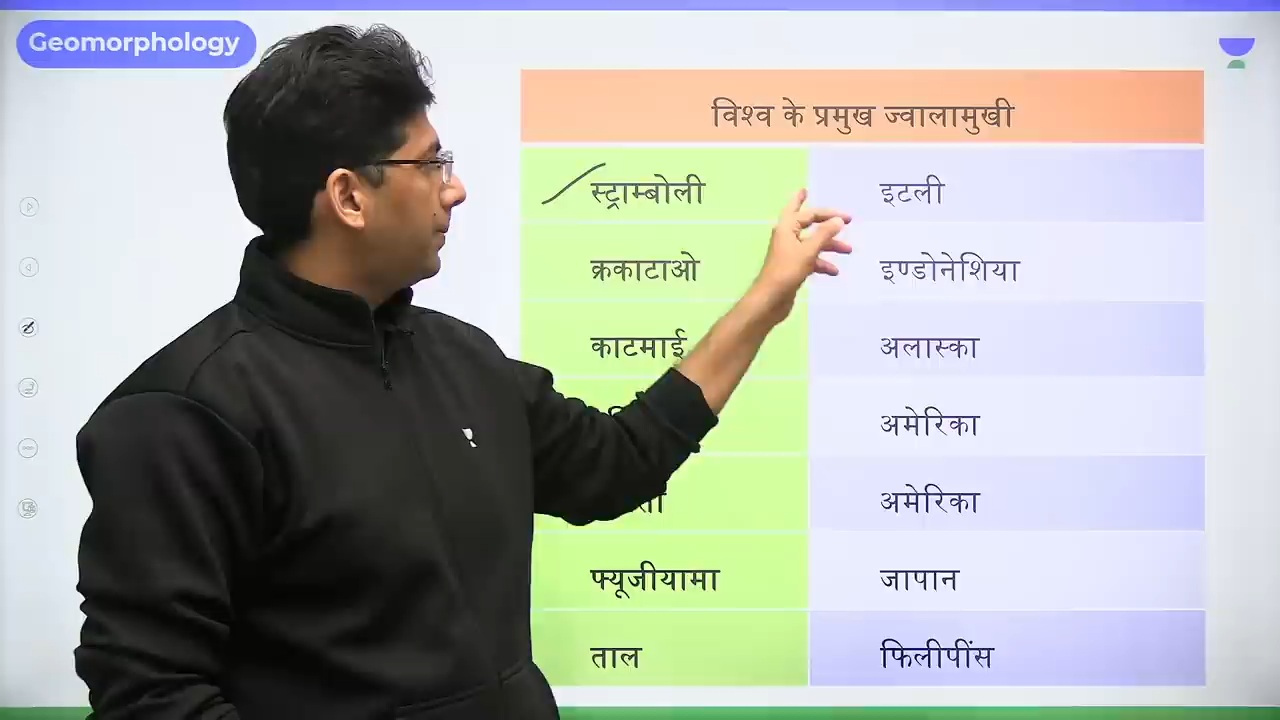 Geomorphology
विश्व के प्रमुख ज्वालामुखी
स्ट्राम्बोली इटली
क्रकाटाओ इण्डोनेशिया
काटमाई अलास्का
अमेरिका
अमेरिका
फ्यूजीयामा जापान
ताल फिलीपींस